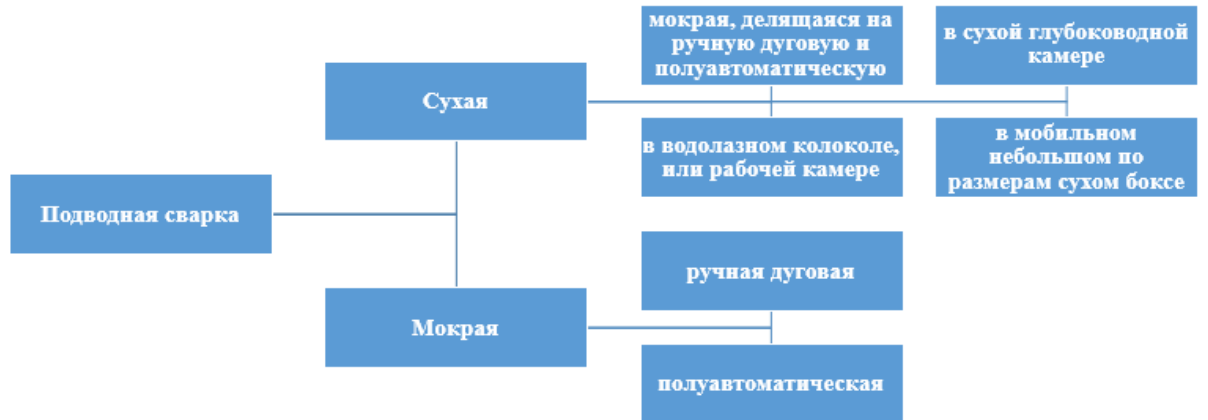 Подводная сварка
Сухая
мокрая, делящаяся на
ручную дуговую и
полуавтоматическую
в водолазном колоколе,
или рабочей камере
в сухой глубоководной
камере
в мобильном
небольшом по
размерам сухом боксе
Мокрая
ручная дуговая
полуавтоматическая